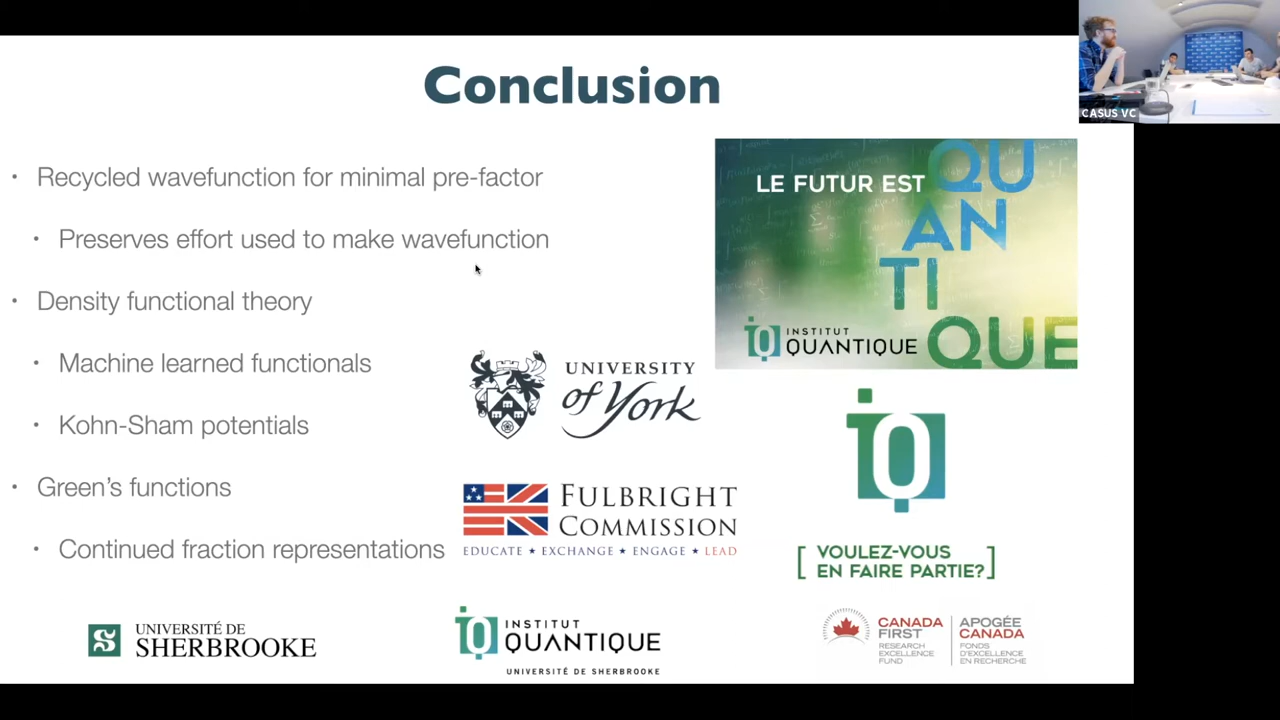 Conclusion
CASUS VC
• Recycled wavefunction for minimal pre-factor
• Preserves effort used to make wavefunction
• Density functional theory
• Machine learned functionals
• Kohn-Sham potentials
• Green's functions
• Continued fraction representations
LE FUTUR EST QU
AN
TI
QUE
iQ INSTITUT
QUANTIQUE
UNIVERSITY
of York
iQ
FULBRIGHT
COMMISSION
EDUCATE ★ EXCHANGE ★ ENGAGE ★ LEAD
[ VOULEZ-VOUS
EN FAIRE PARTIE? ]
S UNIVERSITÉ DE
SHERBROOKE
iQ INSTITUT
QUANTIQUE
UNIVERSITÉ DE SHERBROOKE
CANADA
FIRST
RESEARCH
EXCELLENCE
FUND
APOGÉE
CANADA
FONDS
D'EXCELLENCE
EN RECHERCHE